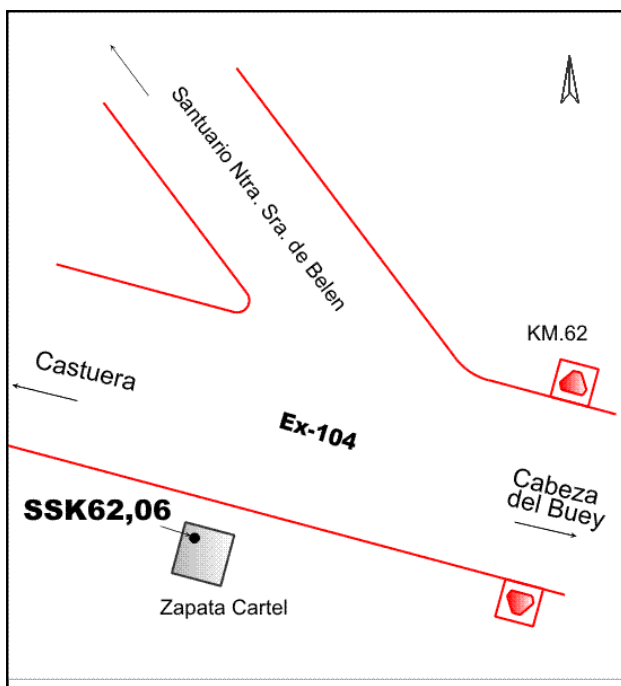 Santuario Ntra. Sra. de Belen
KM.62
Castuera
Ex-104
Cabeza
del Buey
SSK62,06
Zapata Cartel